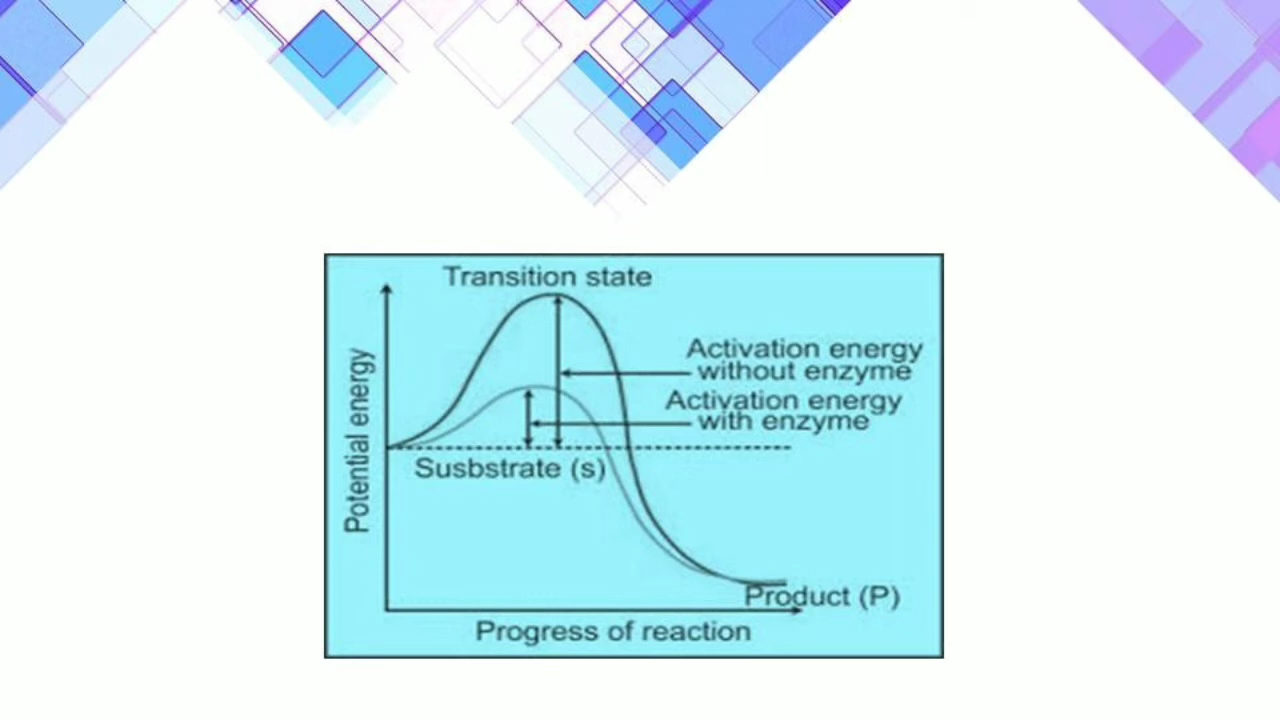 Transition state
Potential energy
Activation energy
without enzyme
Activation energy
with enzyme
Susbstrate (s)
Product (P)
Progress of reaction